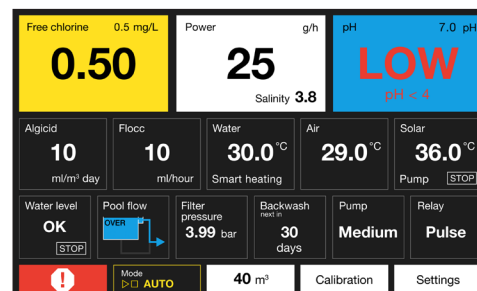 Free chlorine 0.5 mg/L
0.50
Power g/h
25
Salinity 3.8
pH 7.0 pH
LOW
pH < 4
Algicid
10
ml/m³ day
Flocc
10
ml/hour
Water
30.0°C
Smart heating
Air
29.0°C
Solar
36.0°C
Pump STOP
Water level
OK
STOP
Pool flow
OVER
Filter
pressure
3.99 bar
Backwash
next in
30
days
Pump
Medium
Relay
Pulse
!
Mode
AUTO
40 m³
Calibration
Settings